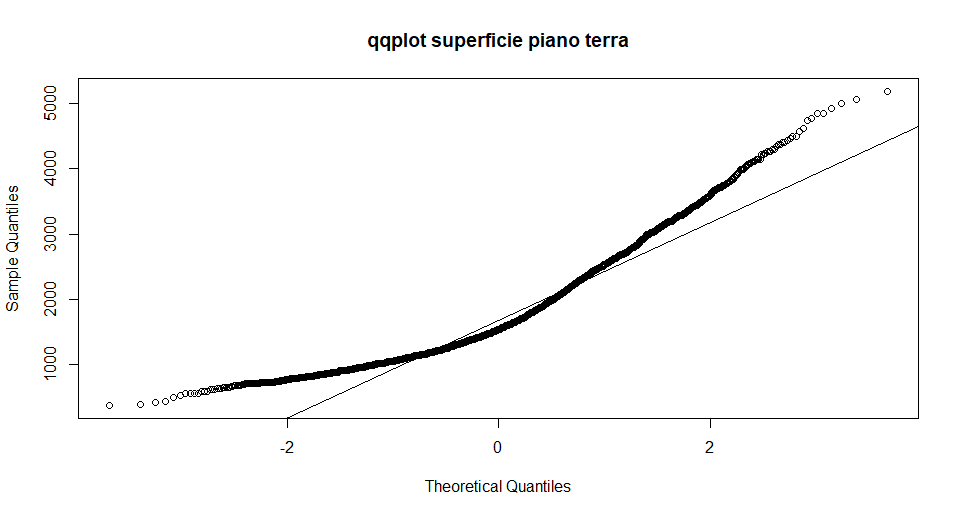 qqplot superficie piano terra
Sample Quantiles
5000
4000
3000
2000
1000
-2 0 2
Theoretical Quantiles